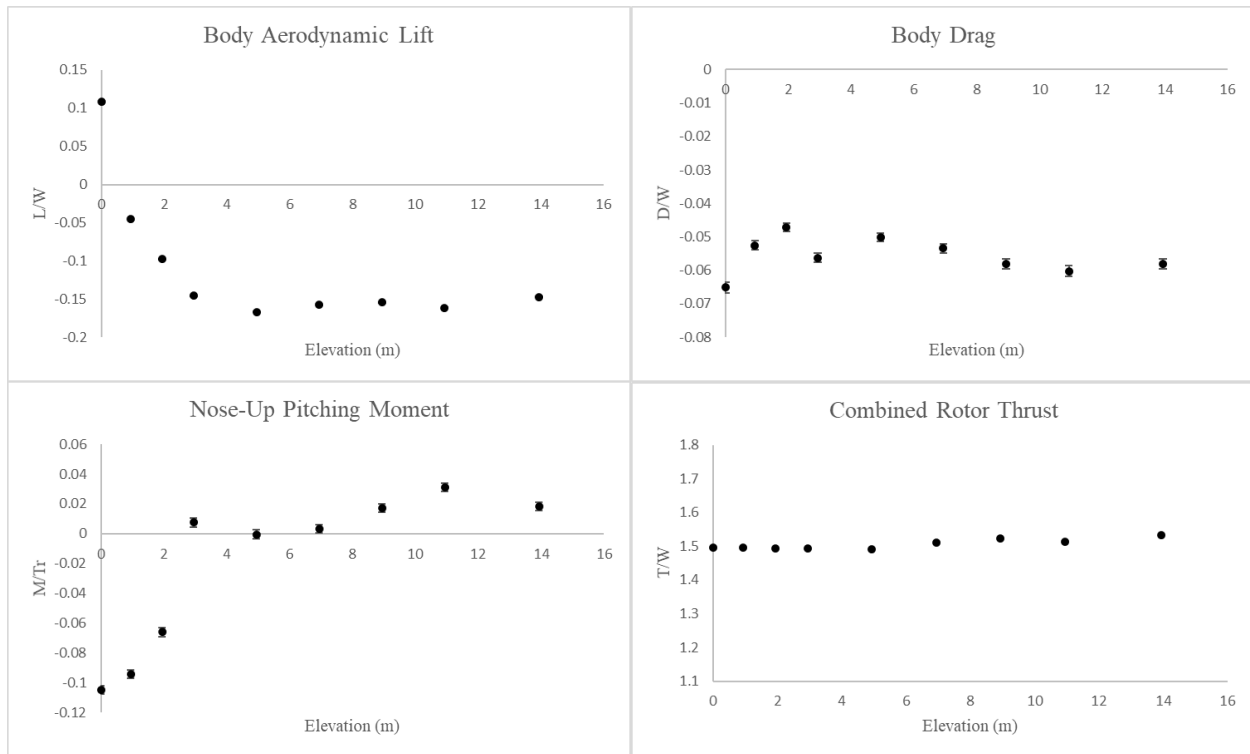 Body Aerodynamic Lift
0.15
0.1
0.05
0
-0.05
-0.1
-0.15
-0.2
0 2 4 6 8 10 12 14 16
L/W
Elevation (m)
Body Drag
0
-0.01
-0.02
-0.03
-0.04
-0.05
-0.06
-0.07
-0.08
0 2 4 6 8 10 12 14 16
D/W
Elevation (m)
Nose-Up Pitching Moment
0.06
0.04
0.02
0
-0.02
-0.04
-0.06
-0.08
-0.1
-0.12
0 2 4 6 8 10 12 14 16
M/Tr
Elevation (m)
Combined Rotor Thrust
1.8
1.7
1.6
1.5
1.4
1.3
1.2
1.1
0 2 4 6 8 10 12 14 16
T/W
Elevation (m)